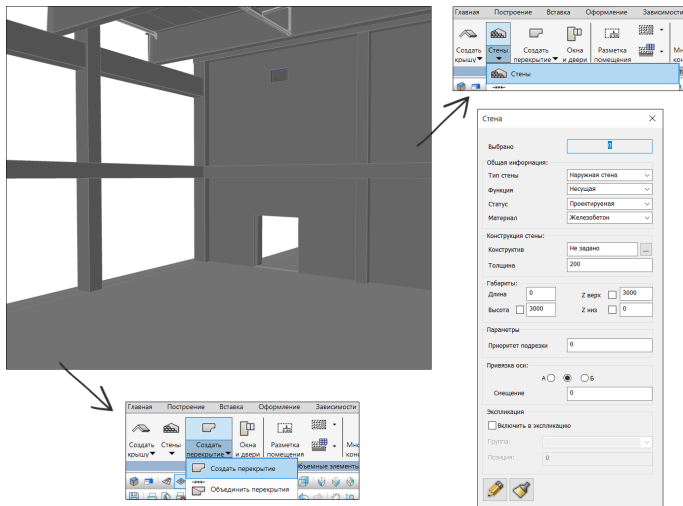 Главная Построение Вставка Оформление Зависимости
Создать крышу Стены Создать перекрытие Окна и двери Разметка помещения
Стены
Стена
Выбрано 0
Общая информация:
Тип стены Наружная стена
Функция Несущая
Статус Проектируемая
Материал Железобетон
Конструкция стены:
Конструктив Не задано ...
Толщина 200
Габариты:
Длина 0 Z верх 3000
Высота 3000 Z низ 0
Параметры
Приоритет подрезки 0
Привязка оси:
А Б
Смещение 0
Экспликация
Включить в экспликацию
Группа:
Позиция: 0
Главная Построение Вставка Оформление Зависимости
Создать крышу Стены Создать перекрытие Окна и двери Разметка помещения
Создать перекрытие
Объединить перекрытия